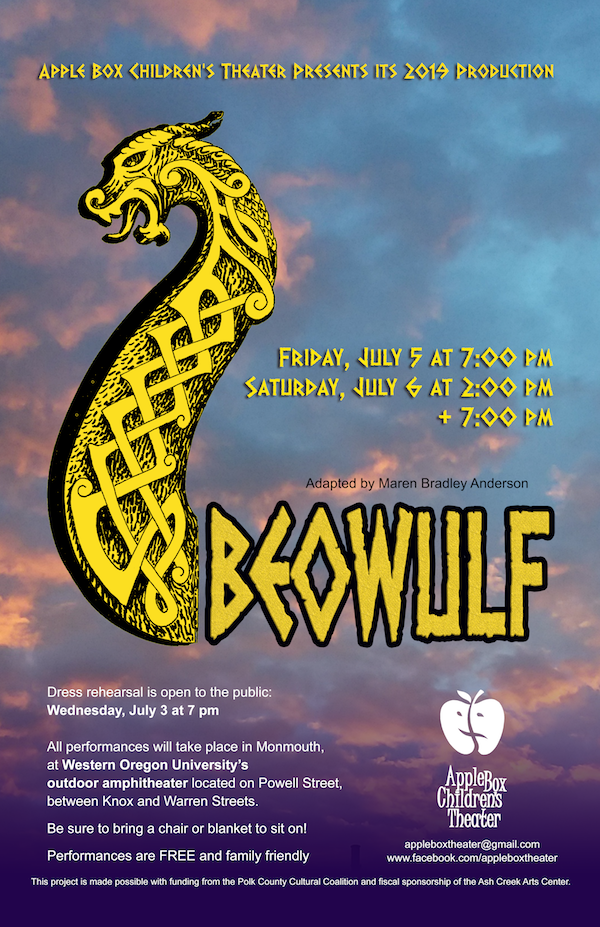 Apple Box Children's Theater Presents its 2019 Production
Friday, July 5 at 7:00 pm
Saturday, July 6 at 2:00 pm
+ 7:00 pm
Adapted by Maren Bradley Anderson
BEOWULF
Dress rehearsal is open to the public:
Wednesday, July 3 at 7 pm
All performances will take place in Monmouth,
at Western Oregon University's
outdoor amphitheater located on Powell Street,
between Knox and Warren Streets.
Be sure to bring a chair or blanket to sit on!
Performances are FREE and family friendly
Apple Box
Children's
Theater
appleboxtheater@gmail.com
www.facebook.com/appleboxtheater
This project is made possible with funding from the Polk County Cultural Coalition and fiscal sponsorship of the Ash Creek Arts Center.